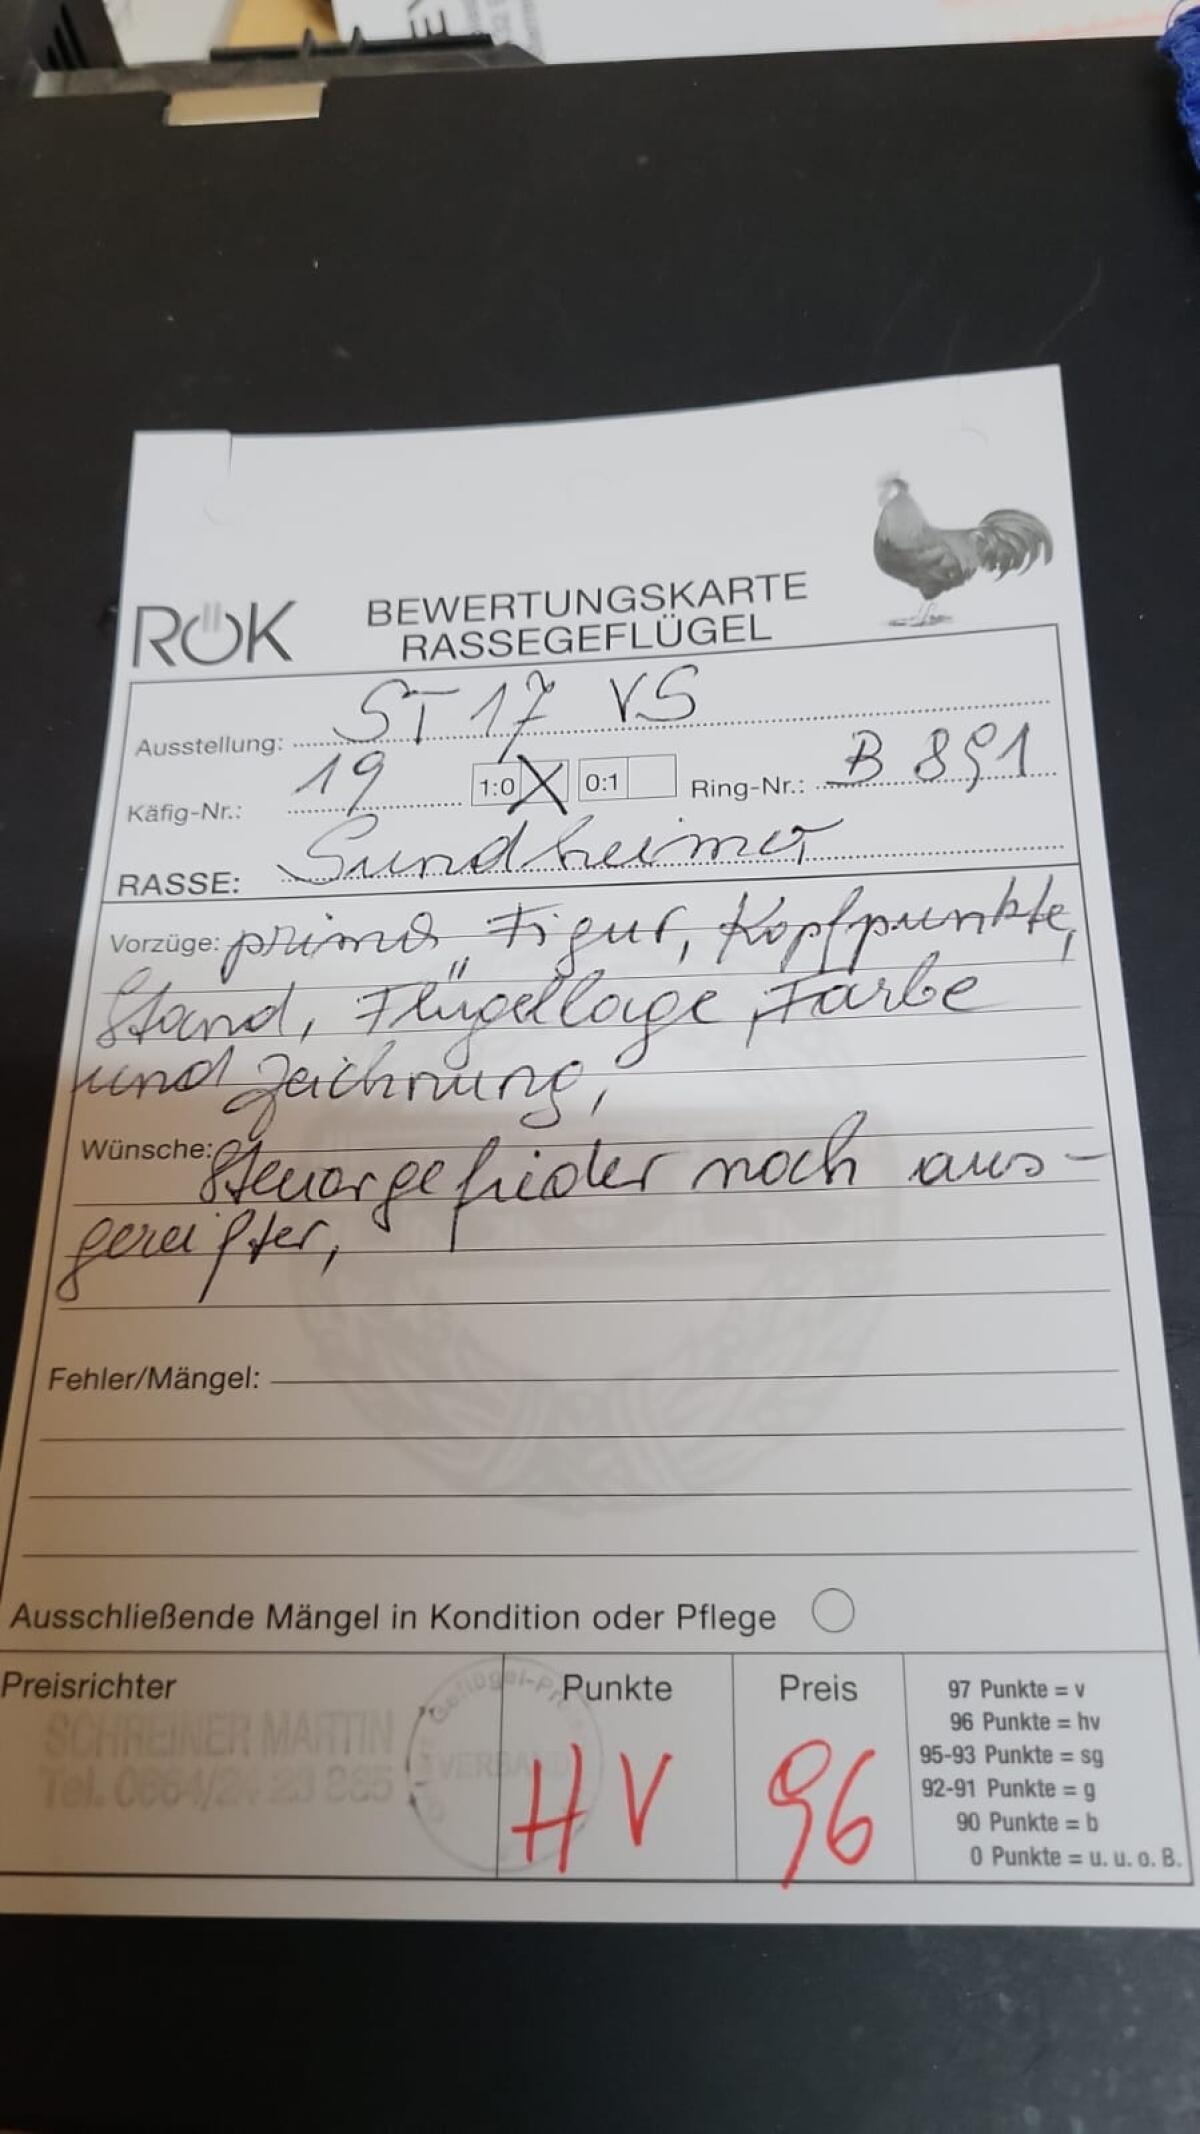 RÖK
BEWERTUNGSKARTE
RASSEGEFLÜGEL
Ausstellung: ST 17 VS
Käfig-Nr.: 19 1:0 X 0:1 Ring-Nr.: B 891
RASSE: Sundheimer
Vorzüge: prima Figur, Kopfpunkte,
Stand, Flügellage, Farbe
und Zeichnung,
Wünsche: Steuergefieder noch aus-
gereifter,
Fehler/Mängel:
Ausschließende Mängel in Kondition oder Pflege
Preisrichter Punkte Preis
SCHREINER MARTIN
Tel. 0664/
VERBAND
HV 96
97 Punkte = v
96 Punkte = hv
95-93 Punkte = sg
92-91 Punkte = g
90 Punkte = b
0 Punkte = u. u. o. B.